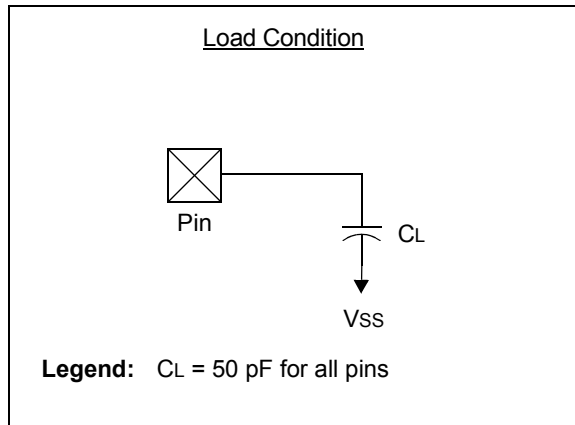 Load Condition
Pin
CL
VSS
Legend: CL = 50 pF for all pins